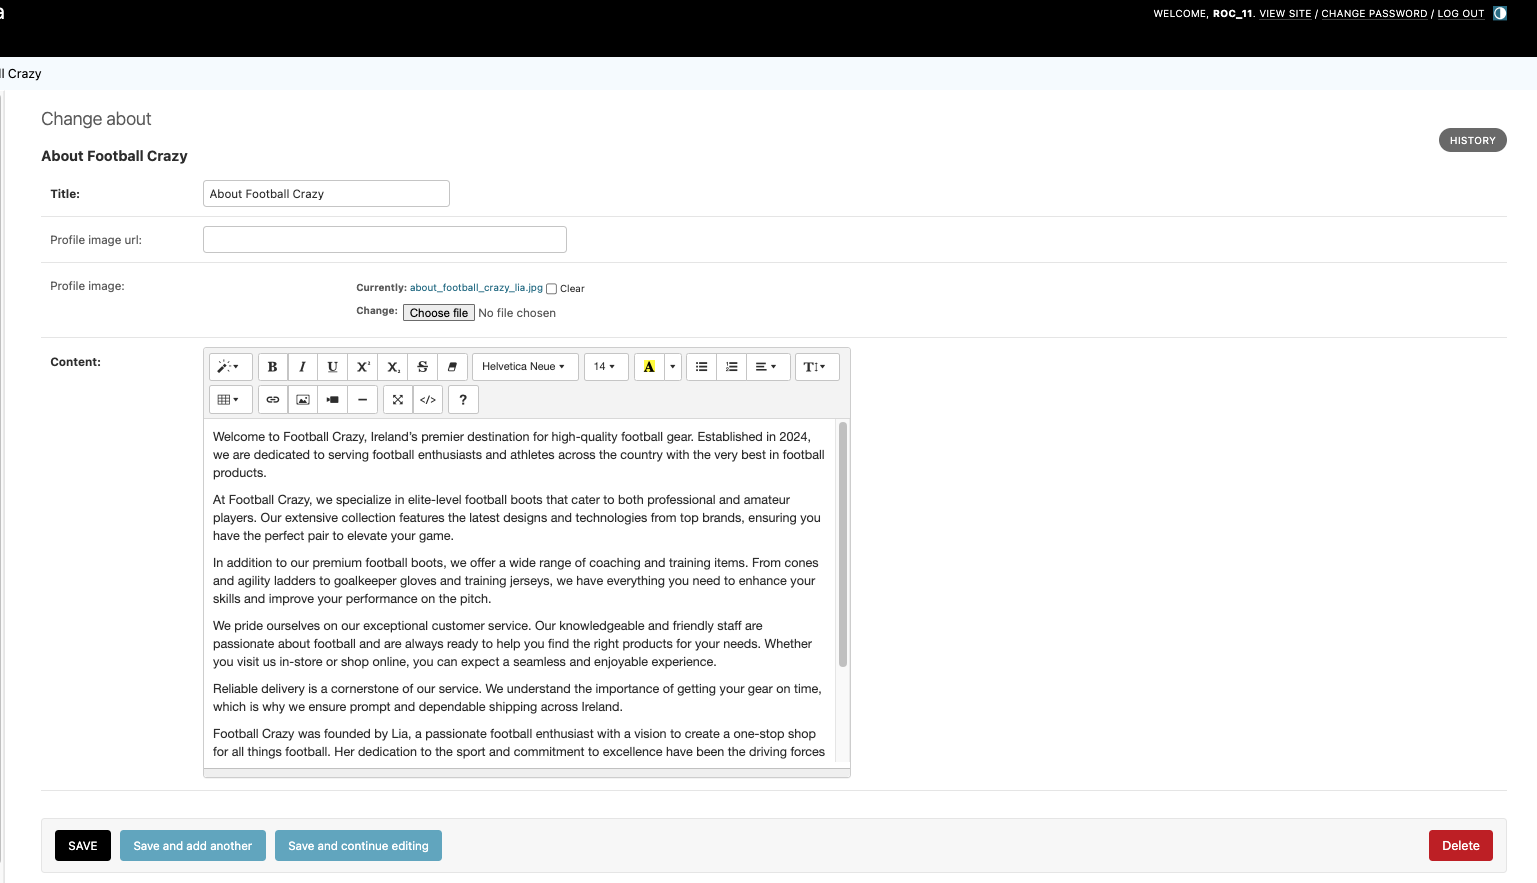 a
WELCOME, ROC_11. VIEW SITE / CHANGE PASSWORD / LOG OUT
ll Crazy
Change about
HISTORY
About Football Crazy
Title:
About Football Crazy
Profile image url:
Profile image:
Currently: about_football_crazy_lia.jpg Clear
Change: Choose file No file chosen
Content:
B I U X² X₂ S Helvetica Neue 14 A T
</> ?
Welcome to Football Crazy, Ireland’s premier destination for high-quality football gear. Established in 2024,
we are dedicated to serving football enthusiasts and athletes across the country with the very best in football
products.
At Football Crazy, we specialize in elite-level football boots that cater to both professional and amateur
players. Our extensive collection features the latest designs and technologies from top brands, ensuring you
have the perfect pair to elevate your game.
In addition to our premium football boots, we offer a wide range of coaching and training items. From cones
and agility ladders to goalkeeper gloves and training jerseys, we have everything you need to enhance your
skills and improve your performance on the pitch.
We pride ourselves on our exceptional customer service. Our knowledgeable and friendly staff are
passionate about football and are always ready to help you find the right products for your needs. Whether
you visit us in-store or shop online, you can expect a seamless and enjoyable experience.
Reliable delivery is a cornerstone of our service. We understand the importance of getting your gear on time,
which is why we ensure prompt and dependable shipping across Ireland.
Football Crazy was founded by Lia, a passionate football enthusiast with a vision to create a one-stop shop
for all things football. Her dedication to the sport and commitment to excellence have been the driving forces
SAVE
Save and add another
Save and continue editing
Delete